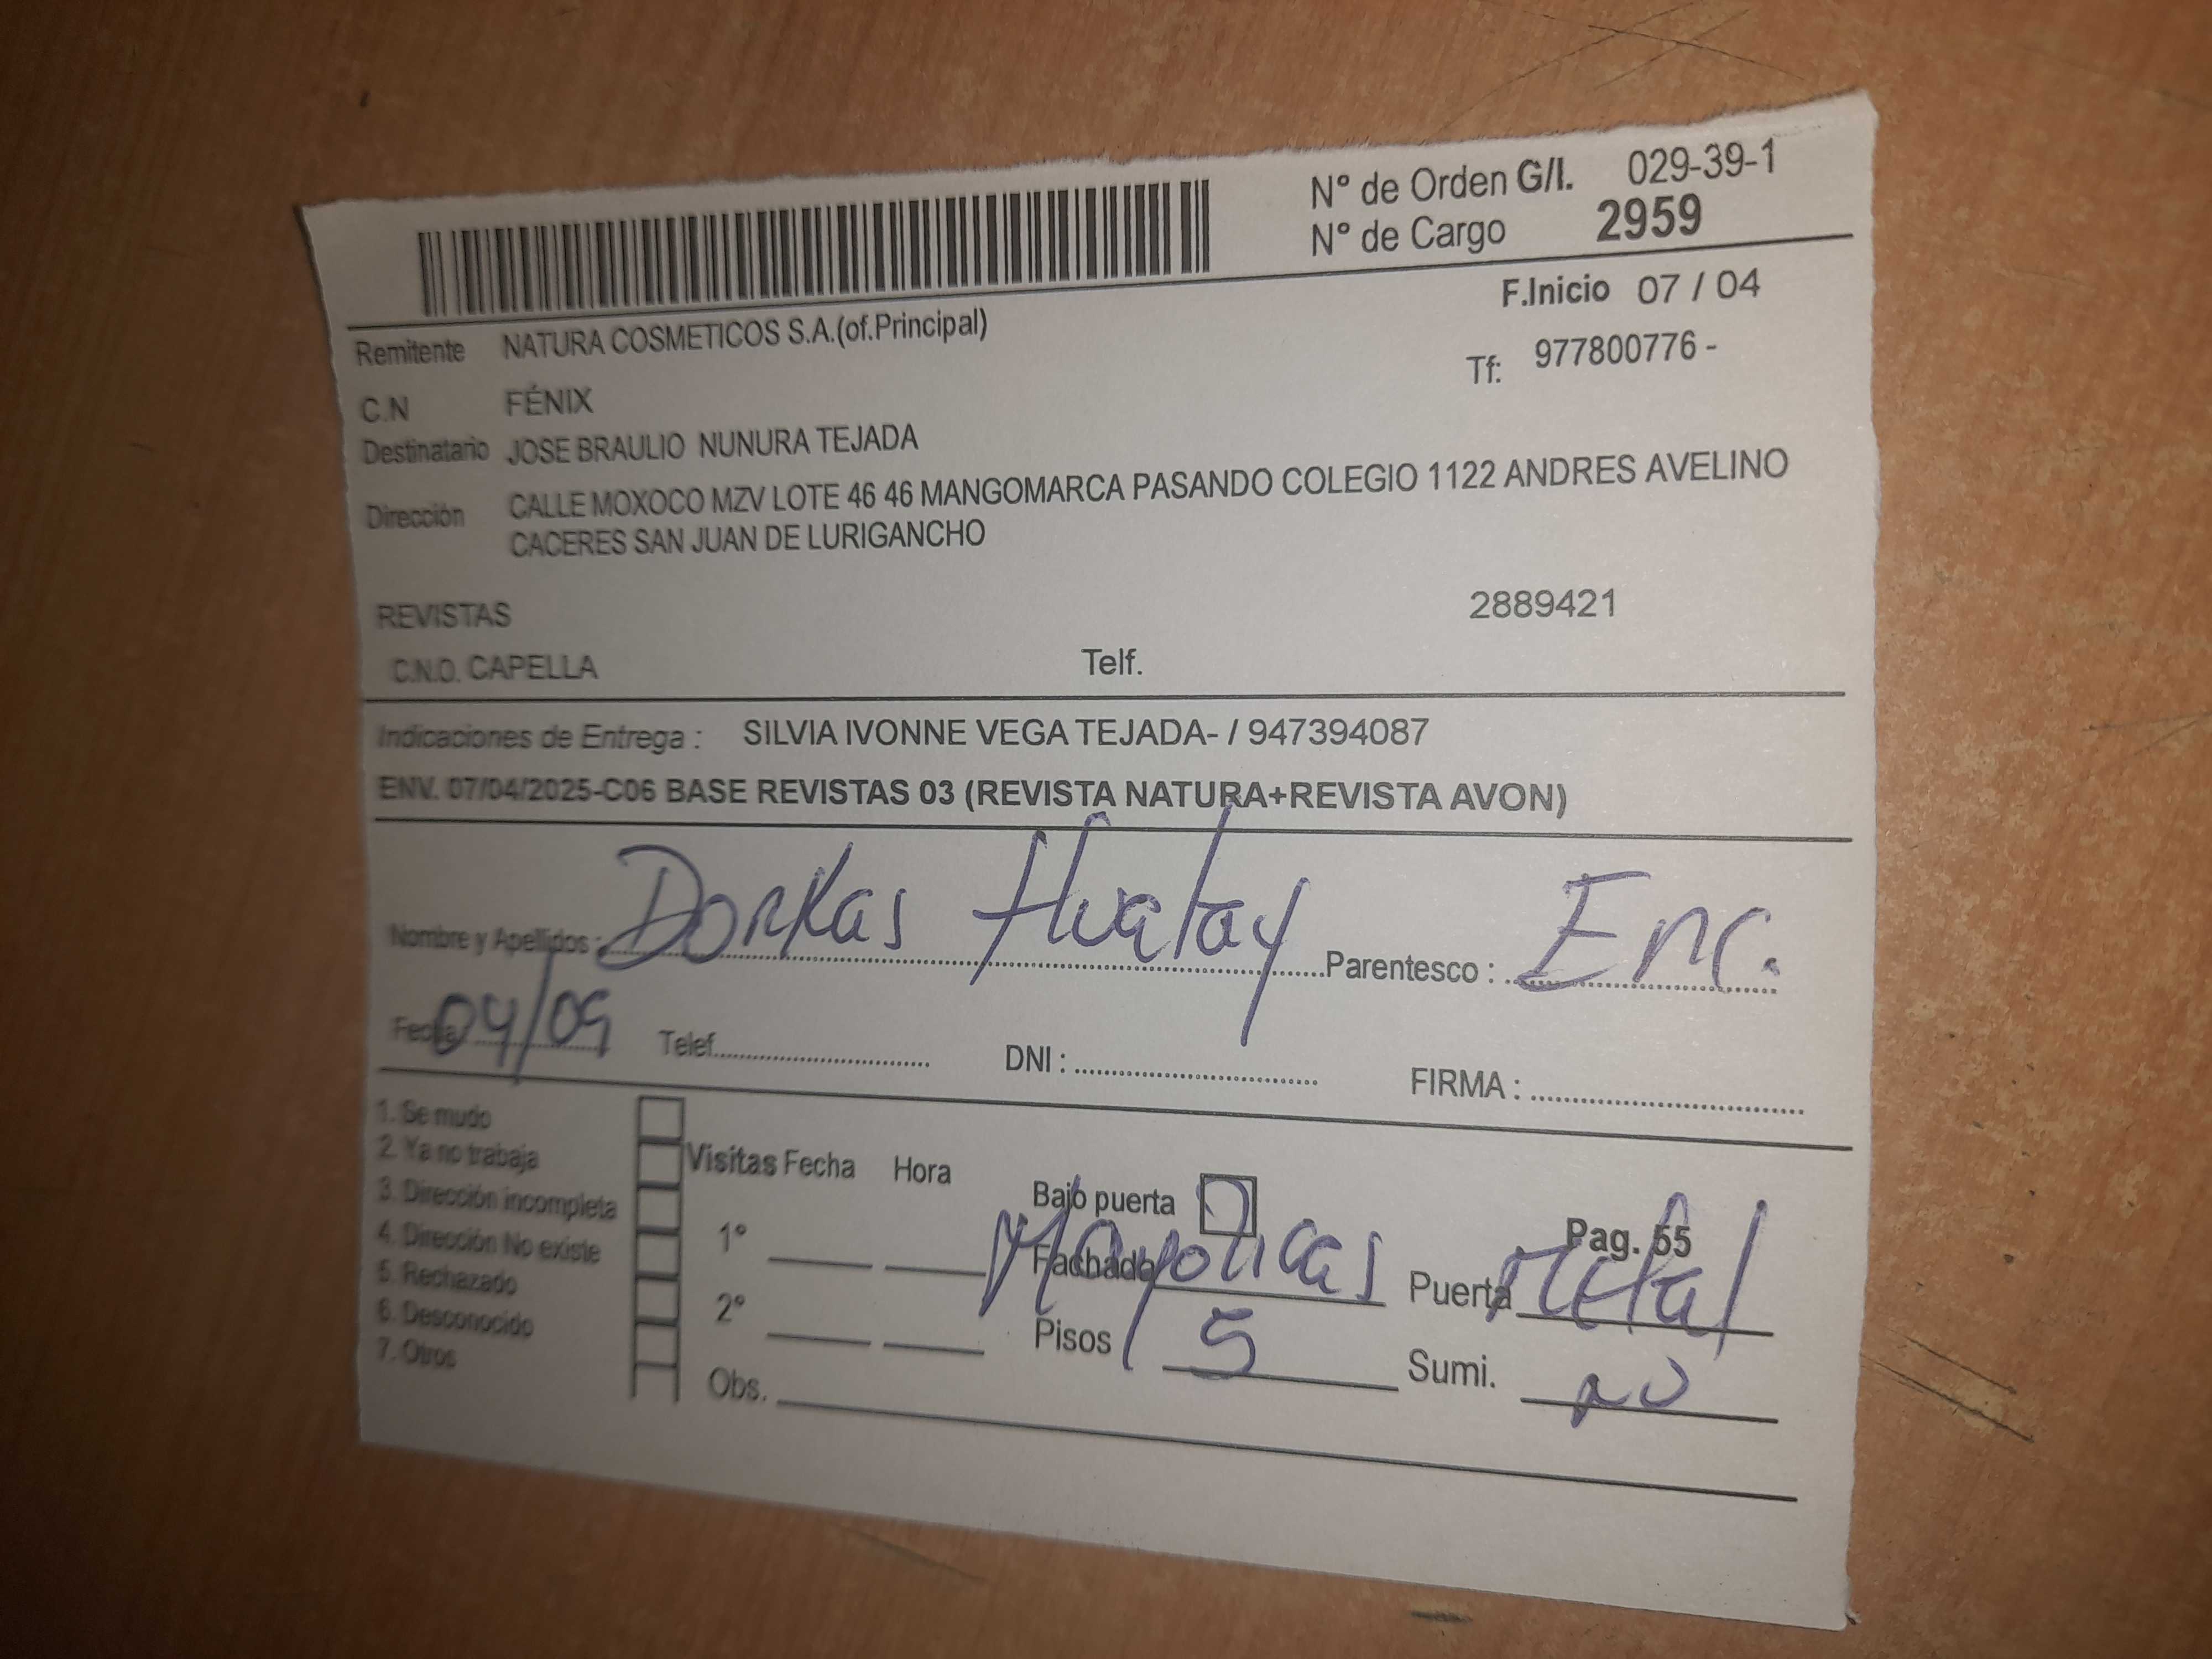 N° de Orden G/I. 029-39-1
N° de Cargo 2959
F.Inicio 07 / 04
Remitente NATURA COSMETICOS S.A.(of.Principal)
Tf: 977800776 -
C.N FÉNIX
Destinatario JOSE BRAULIO NUNURA TEJADA
Dirección CALLE MOXOCO MZV LOTE 46 46 MANGOMARCA PASANDO COLEGIO 1122 ANDRES AVELINO
CACERES SAN JUAN DE LURIGANCHO
REVISTAS 2889421
C.N.O. CAPELLA Telf.
Indicaciones de Entrega : SILVIA IVONNE VEGA TEJADA- / 947394087
ENV. 07/04/2025-C06 BASE REVISTAS 03 (REVISTA NATURA+REVISTA AVON)
Nombre y Apellidos : Dorkas Huatay Parentesco : Enc.
Fecha 04/09 Telef. DNI : FIRMA :
1. Se mudo
2. Ya no trabaja
3. Dirección incompleta
4. Dirección No existe
5. Rechazado
6. Desconocido
7. Otros
Visitas Fecha Hora
1°
2°
Obs.
Bajo puerta Pag. 55
Fachada Mayolicas Puerta Metal
Pisos 5 Sumi. no